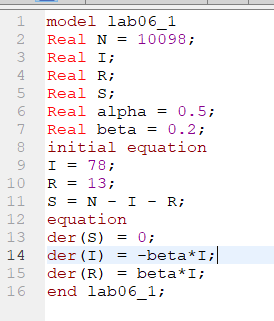 1 model lab06_1
2 Real N = 10098;
3 Real I;
4 Real R;
5 Real S;
6 Real alpha = 0.5;
7 Real beta = 0.2;
8 initial equation
9 I = 78;
10 R = 13;
11 S = N - I - R;
12 equation
13 der(S) = 0;
14 der(I) = -beta*I;
15 der(R) = beta*I;
16 end lab06_1;